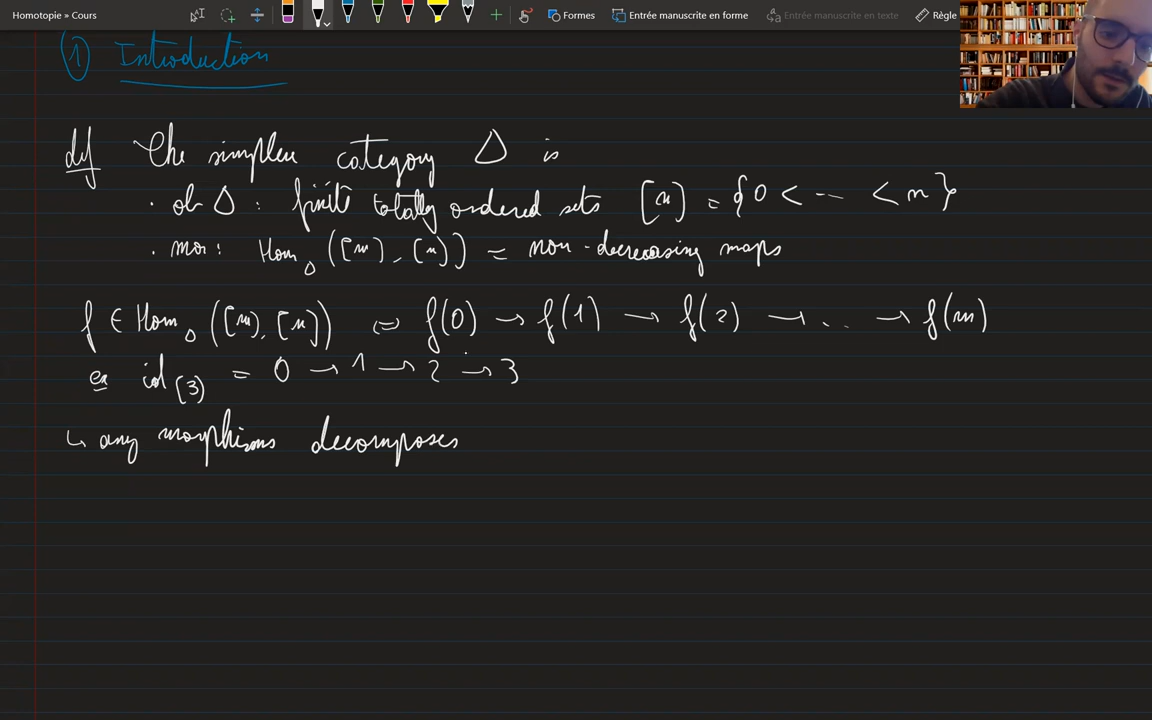 Homotopie » Cours
Formes
Entrée manuscrite en forme
Entrée manuscrite en texte
Règle
① Introduction
def The simplex category Δ is
· ob Δ : finite totally ordered sets [n] = {0 < ... < n}
· mor : Hom_Δ ([m], [n]) = non-decreasing maps
f ∈ Hom_Δ ([m], [n]) ⇔ f(0) → f(1) → f(2) → ... → f(m)
ex id_[3] = 0 → 1 → 2 → 3
↳ any morphisms decomposes